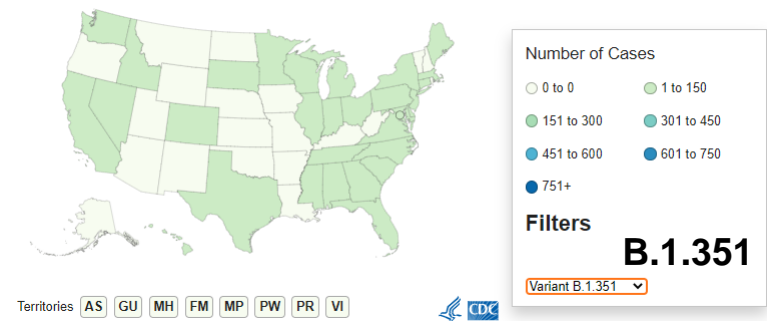 Number of Cases
0 to 0
1 to 150
151 to 300
301 to 450
451 to 600
601 to 750
751+
Filters
B.1.351
Variant B.1.351
Territories AS GU MH FM MP PW PR VI
CDC